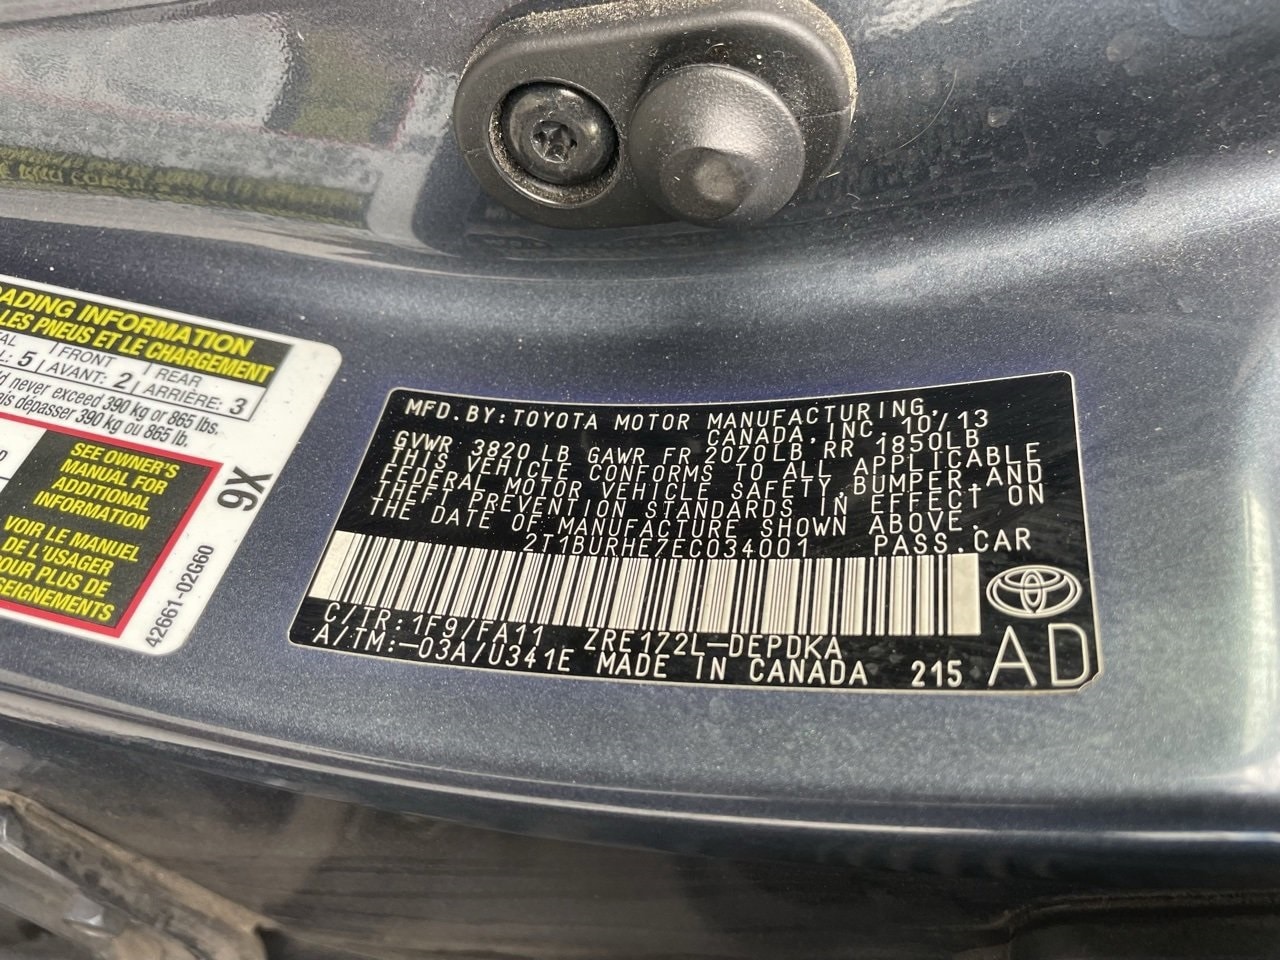 ADING INFORMATION
LES PNEUS ET LE CHARGEMENT
FRONT REAR
5 AVANT: 2 ARRIÈRE: 3
never exceed 390 kg or 865 lbs.
dépasser 390 kg ou 865 lb.
SEE OWNER'S
MANUAL FOR
ADDITIONAL
INFORMATION
VOIR LE MANUEL
DE L'USAGER
POUR PLUS DE
SEIGNEMENTS
9X
42661-02G60
MFD.BY:TOYOTA MOTOR MANUFACTURING,
CANADA,INC. 10/13
GVWR 3820 LB GAWR FR 2070LB RR 1850LB
THIS VEHICLE CONFORMS TO ALL APPLICABLE
FEDERAL MOTOR VEHICLE SAFETY,BUMPER,AND
THEFT PREVENTION STANDARDS IN EFFECT ON
THE DATE OF MANUFACTURE SHOWN ABOVE.
2T1BURHE7EC034001 PASS.CAR
C/TR:1F9/FA11 ZRE172L-DEPDKA
A/TM:-03A/U341E MADE IN CANADA 215 AD